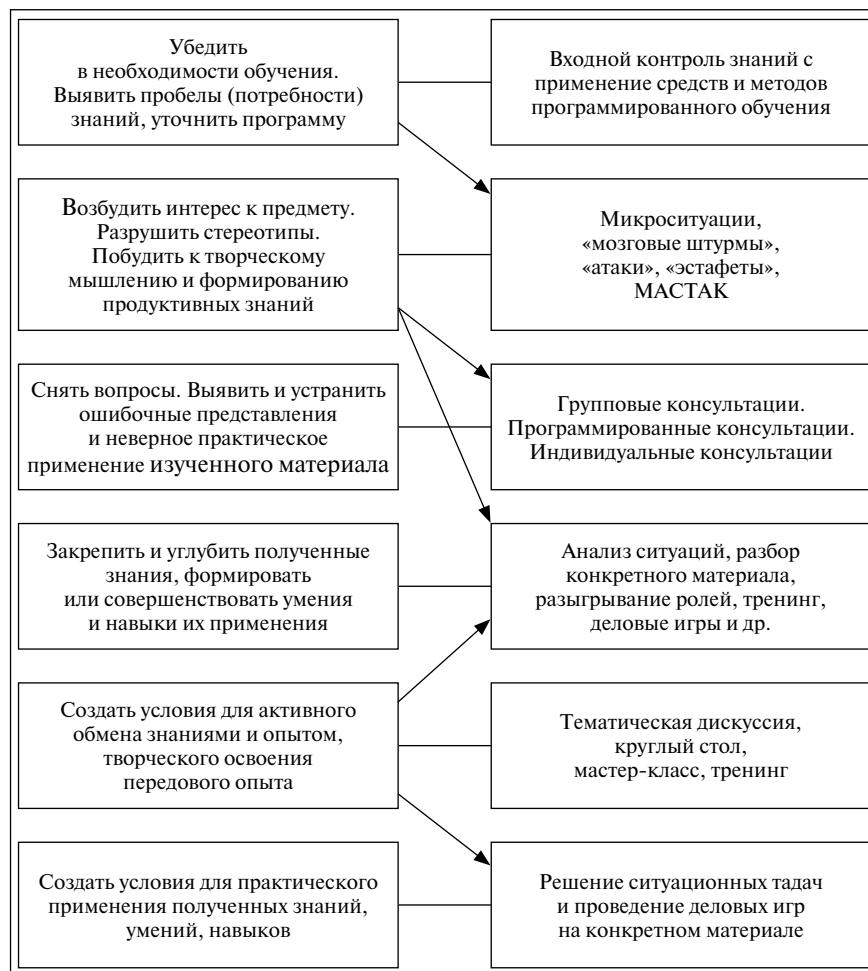 Убедить
в необходимости обучения.
Выявить пробелы (потребности)
знаний, уточнить программу
Входной контроль знаний с
применение средств и методов
программированного обучения
Возбудить интерес к предмету.
Разрушить стереотипы.
Побудить к творческому
мышлению и формированию
продуктивных знаний
Микроситуации,
«мозговые штурмы»,
«атаки», «эстафеты»,
МАСТАК
Снять вопросы. Выявить и устранить
ошибочные представления
и неверное практическое
применение изученного материала
Групповые консультации.
Программированные консультации.
Индивидуальные консультации
Закрепить и углубить полученные
знания, формировать
или совершенствовать умения
и навыки их применения
Анализ ситуаций, разбор
конкретного материала,
разыгрывание ролей, тренинг,
деловые игры и др.
Создать условия для активного
обмена знаниями и опытом,
творческого освоения
передового опыта
Тематическая дискуссия,
круглый стол,
мастер-класс, тренинг
Создать условия для практического
применения полученных знаний,
умений, навыков
Решение ситуационных тадач
и проведение деловых игр
на конкретном материале